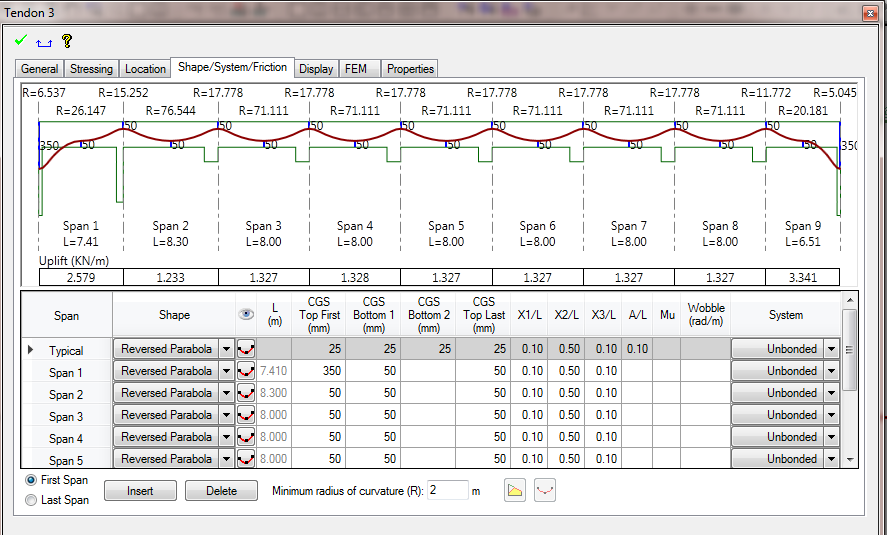 Tendon 3
General Stressing Location Shape/System/Friction Display FEM Properties
R=6.537 R=15.252 R=17.778 R=17.778 R=17.778 R=17.778 R=17.778 R=11.772 R=5.045
R=26.147 R=76.544 R=71.111 R=71.111 R=71.111 R=71.111 R=71.111 R=71.111 R=20.181
50 50 50 50 50 50 50 50
350 50 50 50 50 50 50 50 50 50 350
Span 1 Span 2 Span 3 Span 4 Span 5 Span 6 Span 7 Span 8 Span 9
L=7.41 L=8.30 L=8.00 L=8.00 L=8.00 L=8.00 L=8.00 L=8.00 L=6.51
Uplift (KN/m)
2.579 1.233 1.327 1.328 1.327 1.327 1.327 1.327 3.341
Span Shape L (m) CGS Top First (mm) CGS Bottom 1 (mm) CGS Bottom 2 (mm) CGS Top Last (mm) X1/L X2/L X3/L A/L Mu Wobble (rad/m) System
Typical Reversed Parabola 25 25 25 25 0.10 0.50 0.10 0.10 Unbonded
Span 1 Reversed Parabola 7.410 350 50 50 0.10 0.50 0.10 Unbonded
Span 2 Reversed Parabola 8.300 50 50 50 0.10 0.50 0.10 Unbonded
Span 3 Reversed Parabola 8.000 50 50 50 0.10 0.50 0.10 Unbonded
Span 4 Reversed Parabola 8.000 50 50 50 0.10 0.50 0.10 Unbonded
Span 5 Reversed Parabola 8.000 50 50 50 0.10 0.50 0.10 Unbonded
First Span
Last Span
Insert Delete Minimum radius of curvature (R): 2 m